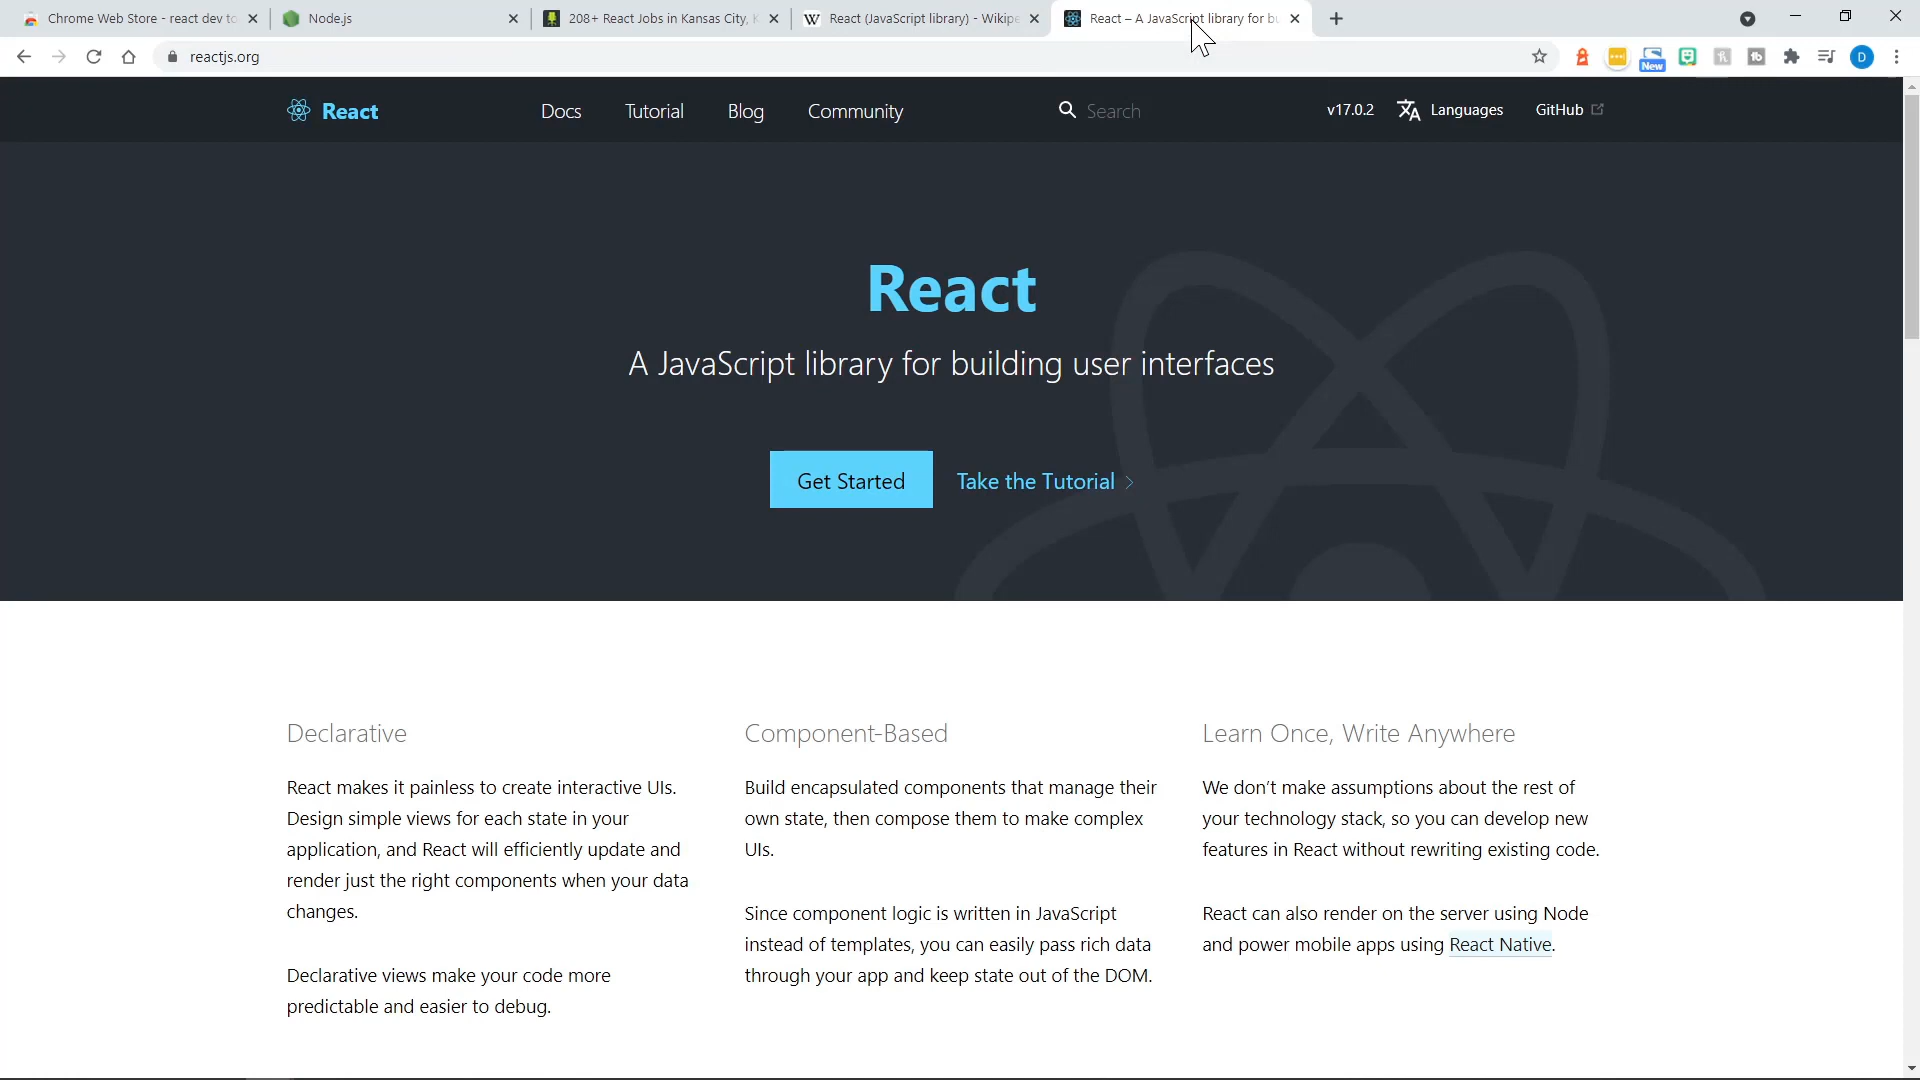 Chrome Web Store - react dev to
Node.js
208+ React Jobs in Kansas City, K
React (JavaScript library) - Wikipe
React – A JavaScript library for bu
reactjs.org
New
D
React
Docs
Tutorial
Blog
Community
Search
v17.0.2
Languages
GitHub
React
A JavaScript library for building user interfaces
Get Started
Take the Tutorial
Declarative
React makes it painless to create interactive UIs.
Design simple views for each state in your
application, and React will efficiently update and
render just the right components when your data
changes.
Declarative views make your code more
predictable and easier to debug.
Component-Based
Build encapsulated components that manage their
own state, then compose them to make complex
UIs.
Since component logic is written in JavaScript
instead of templates, you can easily pass rich data
through your app and keep state out of the DOM.
Learn Once, Write Anywhere
We don’t make assumptions about the rest of
your technology stack, so you can develop new
features in React without rewriting existing code.
React can also render on the server using Node
and power mobile apps using React Native.